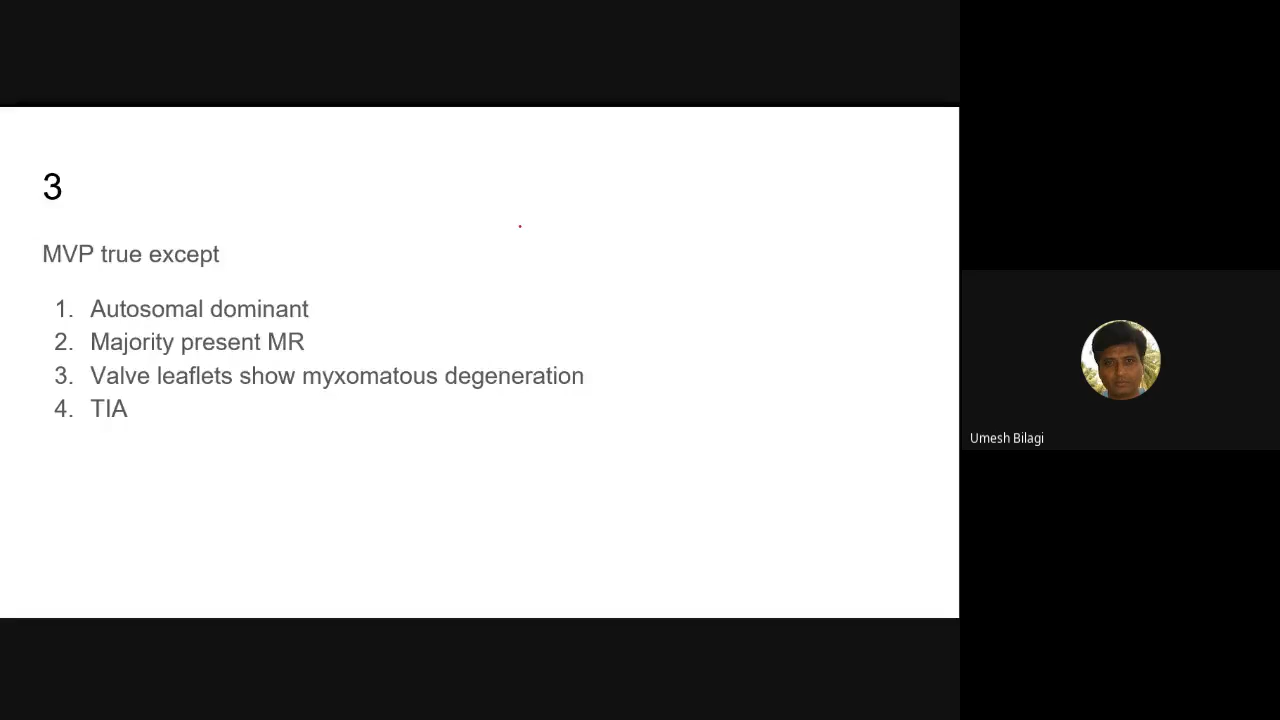 3
MVP true except
1. Autosomal dominant
2. Majority present MR
3. Valve leaflets show myxomatous degeneration
4. TIA
Umesh Bilagi